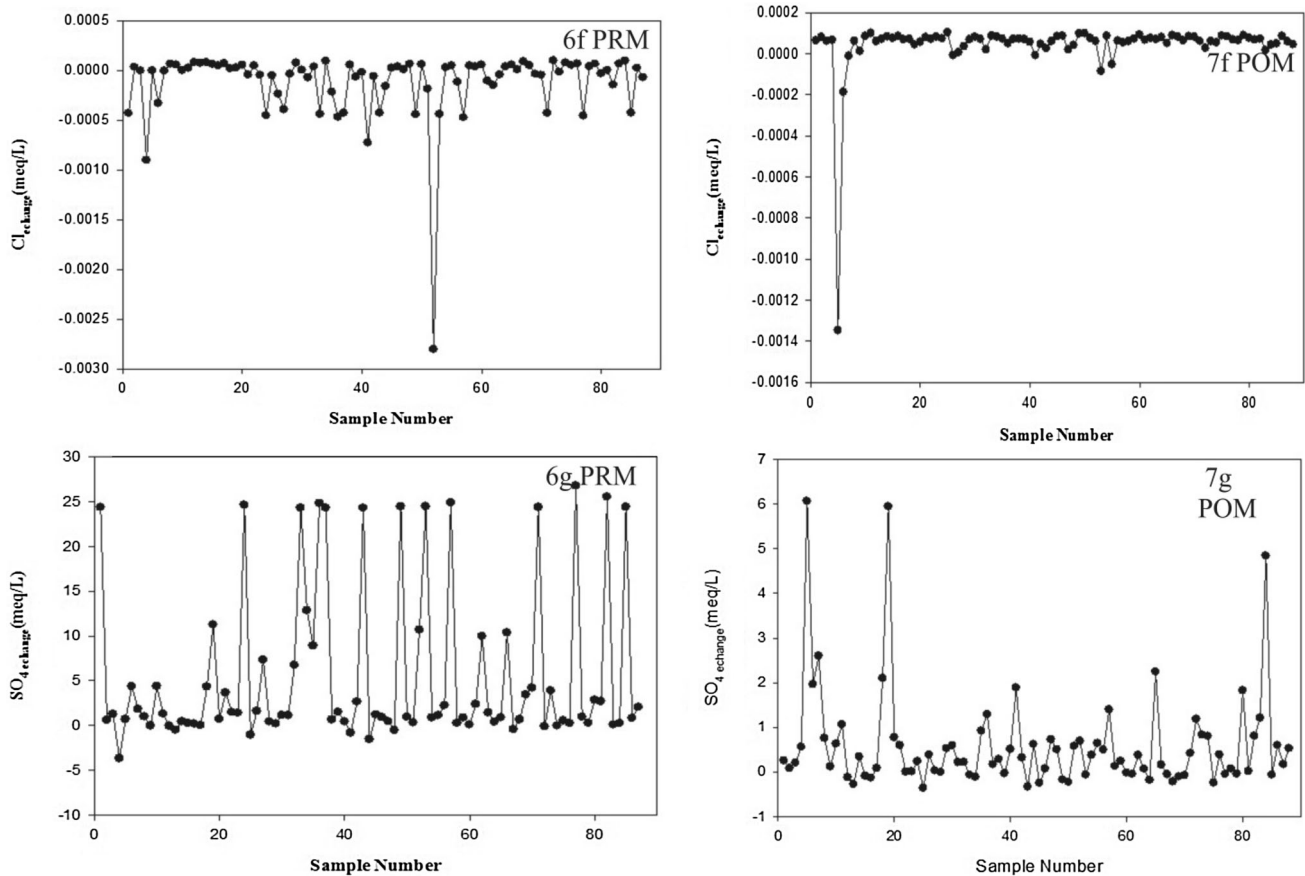 6f PRM
0.0005
0.0000
-0.0005
-0.0010
-0.0015
-0.0020
-0.0025
-0.0030
Cl echange (meq/L)
0 20 40 60 80
Sample Number
7f POM
0.0002
0.0000
-0.0002
-0.0004
-0.0006
-0.0008
-0.0010
-0.0012
-0.0014
-0.0016
Cl echange (meq/L)
0 20 40 60 80
Sample Number
6g PRM
30
25
20
15
10
5
0
-5
-10
SO4 echange (meq/L)
0 20 40 60 80
Sample Number
7g
POM
7
6
5
4
3
2
1
0
-1
SO4 echange (meq/L)
0 20 40 60 80
Sample Number